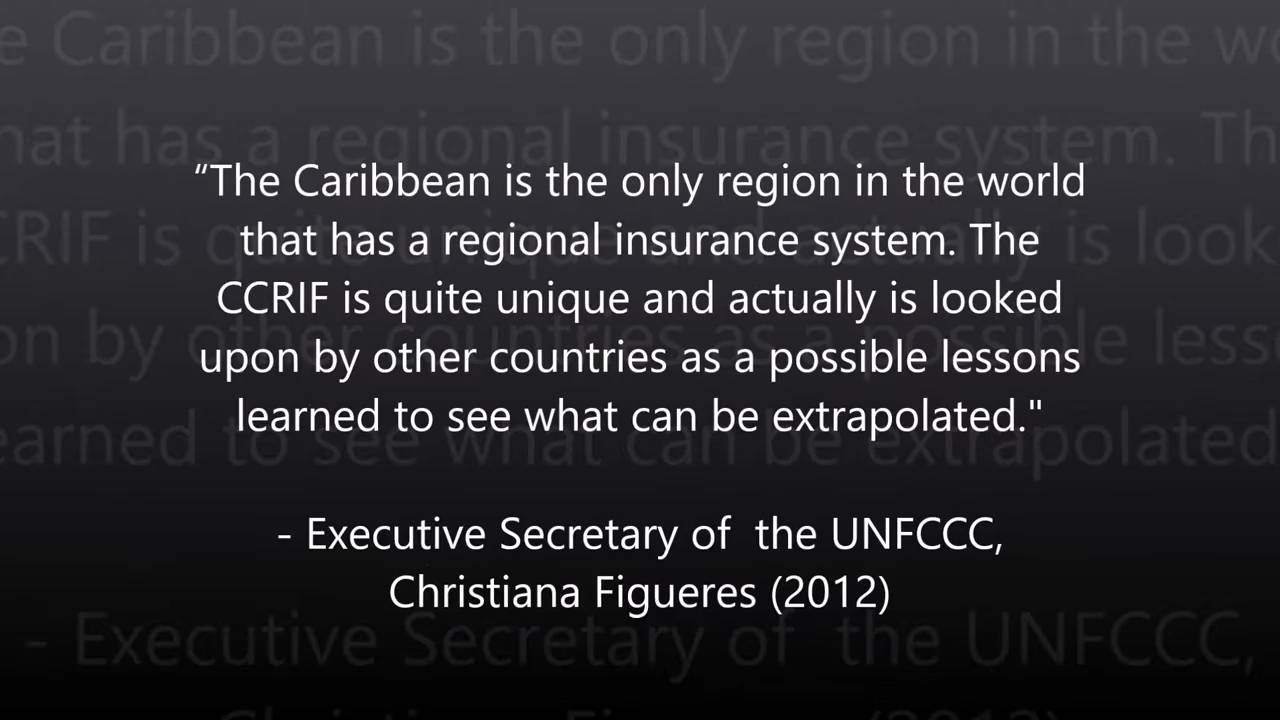 “The Caribbean is the only region in the world
that has a regional insurance system. The
CCRIF is quite unique and actually is looked
upon by other countries as a possible lessons
learned to see what can be extrapolated."
- Executive Secretary of  the UNFCCC,
Christiana Figueres (2012)